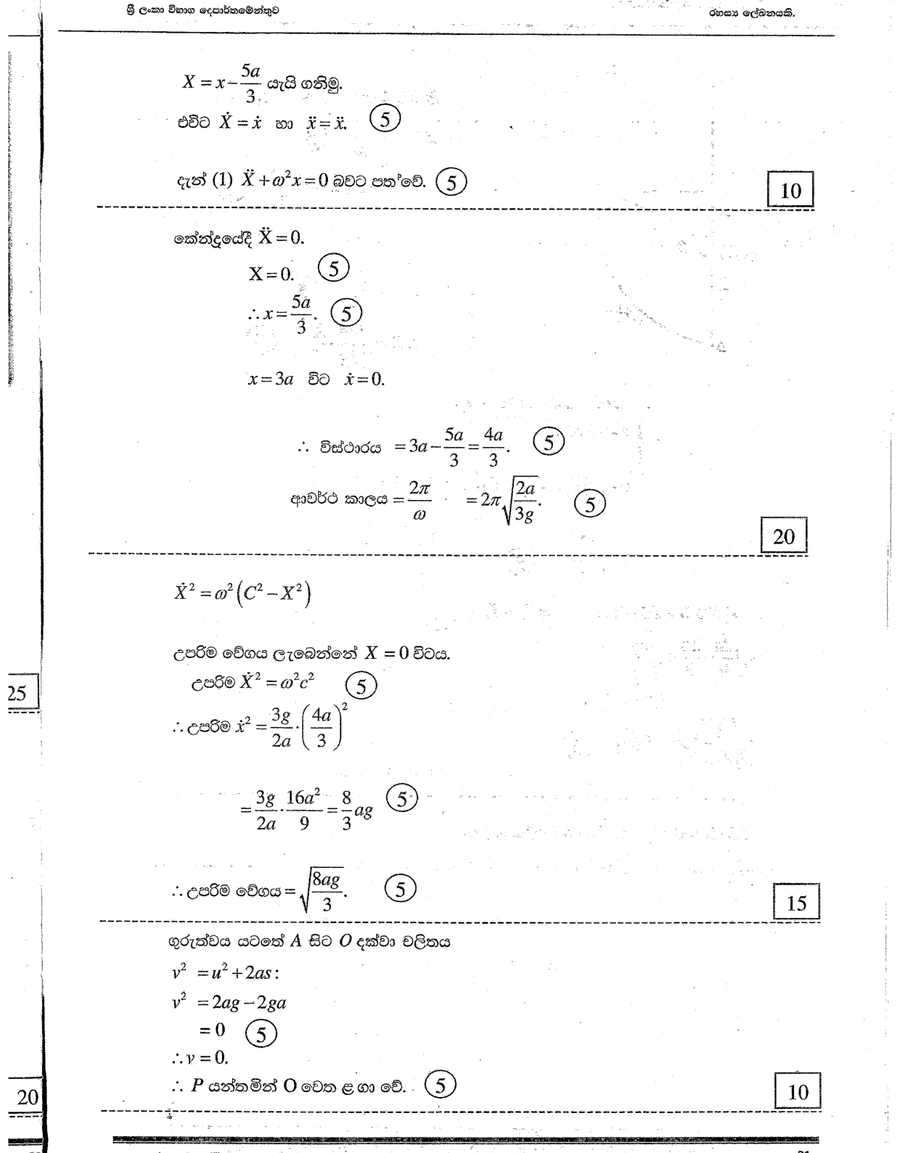 ශ්‍රී ලංකා විභාග දෙපාර්තමේන්තුව
රහස්‍ය ලේඛනයකි.
X = x − 5a/3 යැයි ගනිමු.
එවිට Ẋ = ẋ හා ẍ = ẍ. 5
දැන් (1) Ẍ + ω²x = 0 බවට පත්වේ. 5
10
කේන්ද්‍රයේදී Ẍ = 0.
X = 0. 5
∴ x = 5a/3. 5
x = 3a විට ẋ = 0.
∴ විස්ථාරය = 3a − 5a/3 = 4a/3. 5
ආවර්ථ කාලය = 2π/ω = 2π√(2a/3g). 5
20
Ẋ² = ω²(C² − X²)
උපරිම වේගය ලැබෙන්නේ X = 0 විටය.
උපරිම Ẋ² = ω²c² 5
25
∴ උපරිම ẋ² = 3g/2a · (4a/3)²
= 3g/2a · 16a²/9 = 8/3 ag 5
∴ උපරිම වේගය = √(8ag/3). 5
15
ගුරුත්වය යටතේ A සිට O දක්වා චලිතය
v² = u² + 2as :
v² = 2ag − 2ga
= 0 5
∴ v = 0.
∴ P යන්තමින් O වෙත ළඟා වේ. 5
10
20